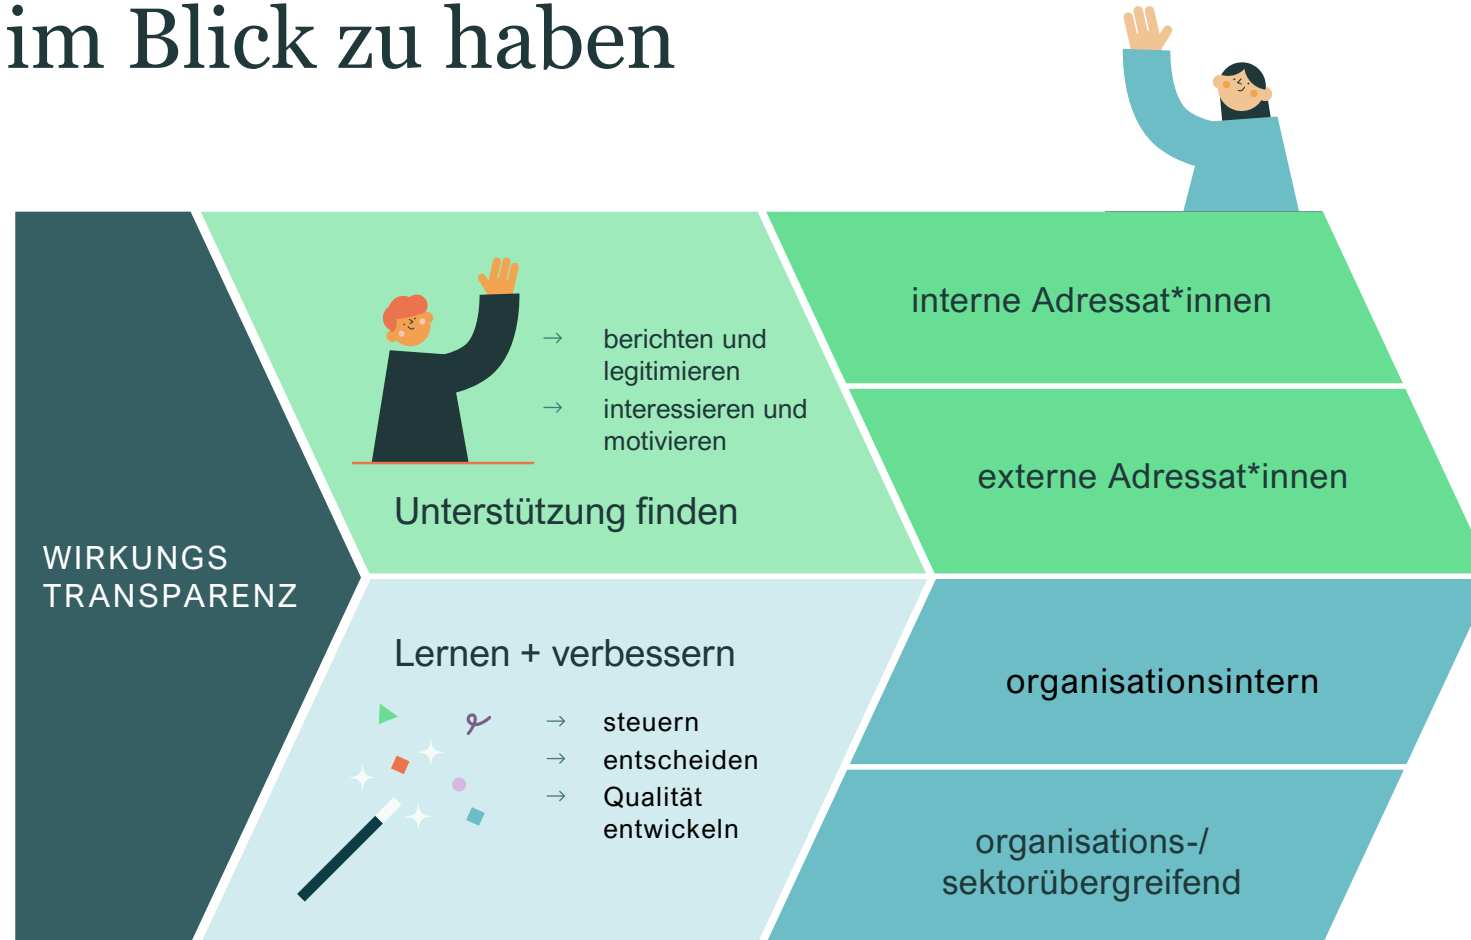 im Blick zu haben
WIRKUNGS
TRANSPARENZ
→ berichten und
legitimieren
→ interessieren und
motivieren
Unterstützung finden
Lernen + verbessern
→ steuern
→ entscheiden
→ Qualität
entwickeln
interne Adressat*innen
externe Adressat*innen
organisationsintern
organisations-/
sektorübergreifend